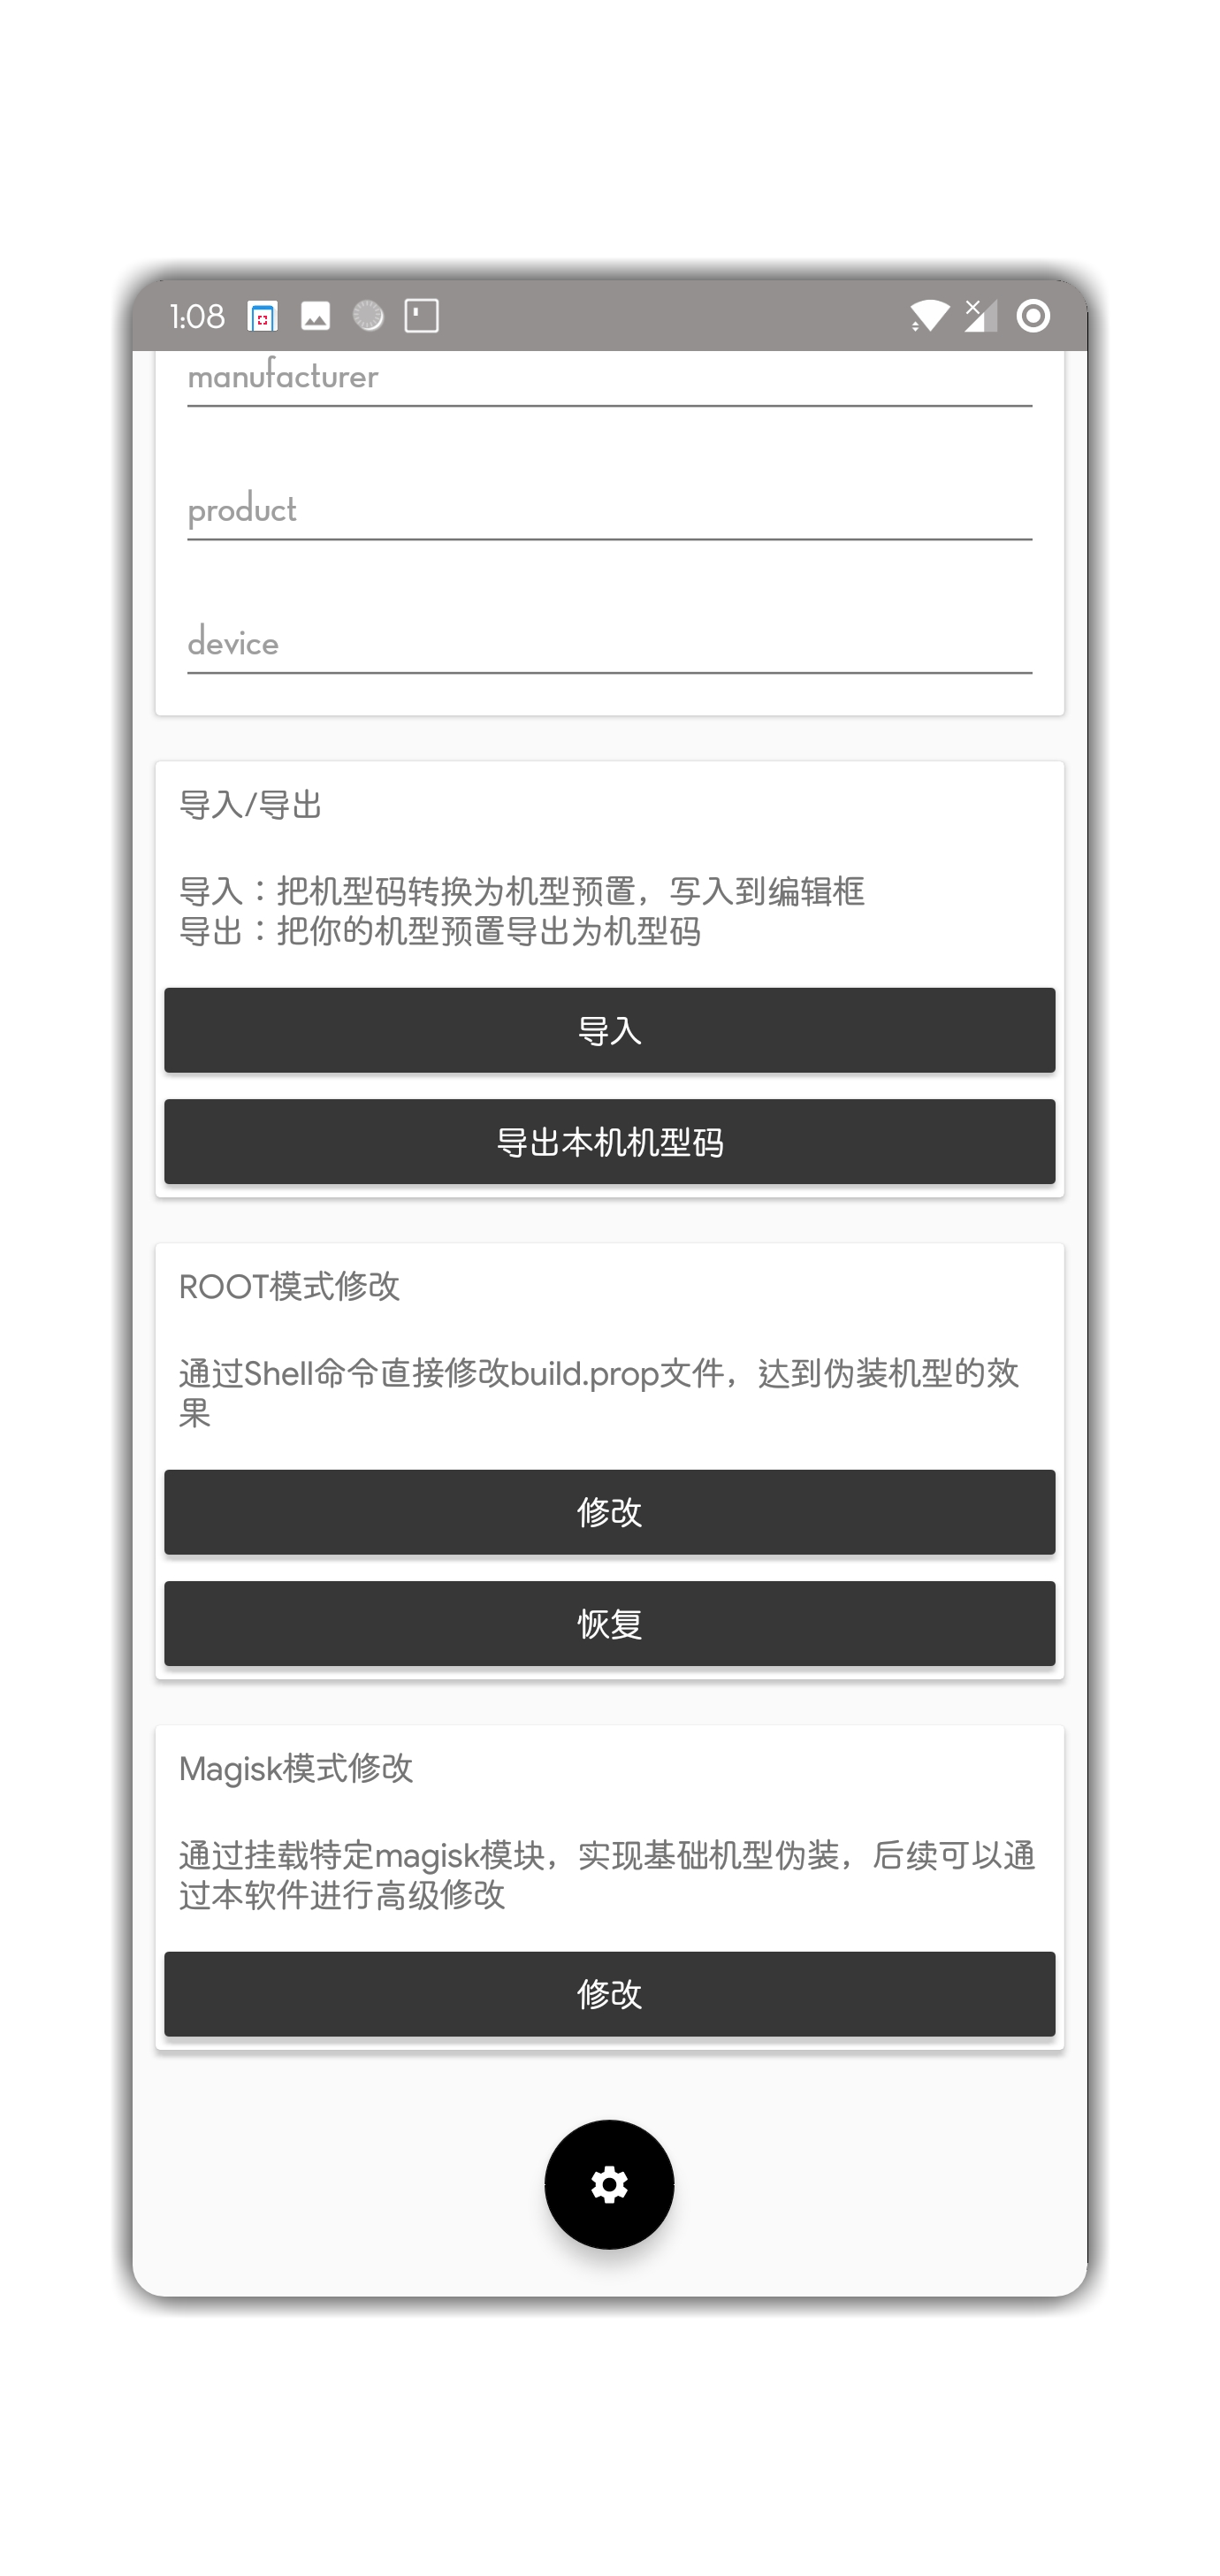 1:08
manufacturer
product
device
导入/导出
导入：把机型码转换为机型预置，写入到编辑框
导出：把你的机型预置导出为机型码
导入
导出本机机型码
ROOT模式修改
通过Shell命令直接修改build.prop文件，达到伪装机型的效
果
修改
恢复
Magisk模式修改
通过挂载特定magisk模块，实现基础机型伪装，后续可以通
过本软件进行高级修改
修改